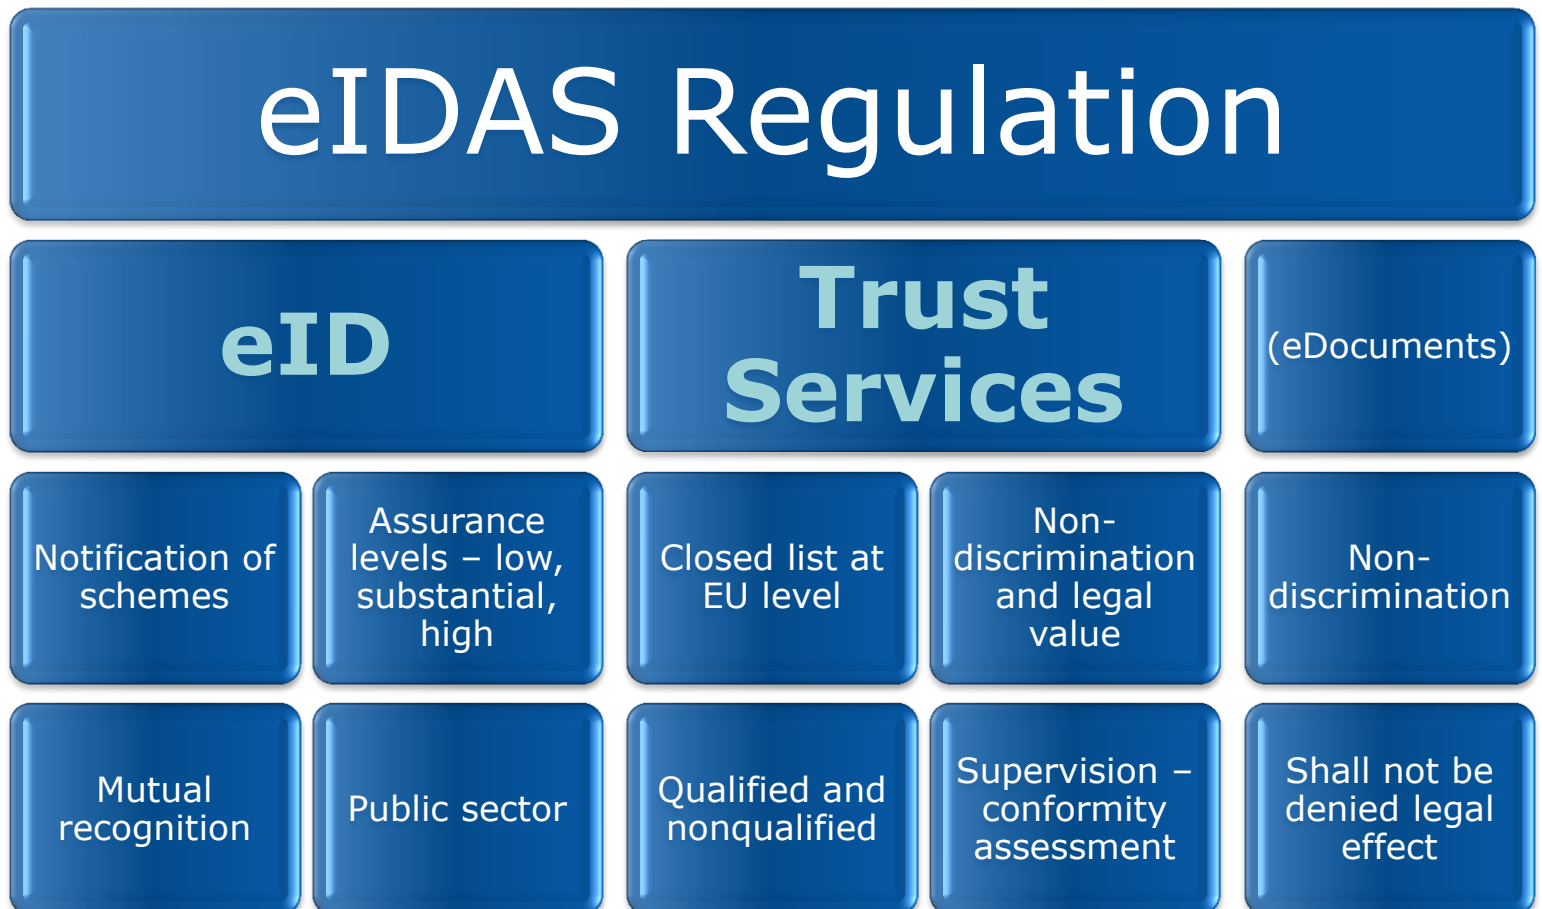 eIDAS Regulation
eID
Trust
Services
(eDocuments)
Notification of
schemes
Assurance
levels – low,
substantial,
high
Closed list at
EU level
Non-
discrimination
and legal
value
Non-
discrimination
Mutual
recognition
Public sector
Qualified and
nonqualified
Supervision –
conformity
assessment
Shall not be
denied legal
effect